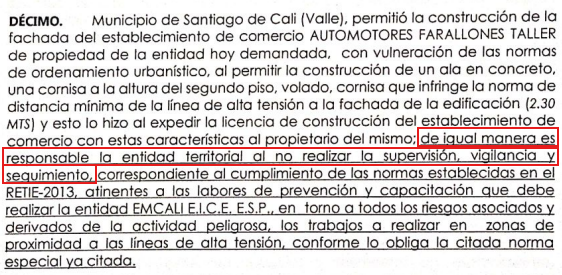 DÉCIMO. Municipio de Santiago de Cali (Valle), permitió la construcción de la
fachada del establecimiento de comercio AUTOMOTORES FARALLONES TALLER
de propiedad de la entidad hoy demandada, con vulneración de las normas
de ordenamiento urbanístico, al permitir la construcción de un ala en concreto,
una cornisa a la altura del segundo piso, volado, cornisa que infringe la norma de
distancia mínima de la línea de alta tensión a la fachada de la edificación (2.30
MTS) y esto lo hizo al expedir la licencia de construcción del establecimiento de
comercio con estas características al propietario del mismo; de igual manera es
responsable la entidad territorial al no realizar la supervisión, vigilancia y
seguimiento, correspondiente al cumplimiento de las normas establecidas en el
RETIE-2013, atinentes a las labores de prevención y capacitación que debe
realizar la entidad EMCALI E.I.C.E. E.S.P., en torno a todos los riesgos asociados y
derivados de la actividad peligrosa, los trabajos a realizar en zonas de
proximidad a las líneas de alta tensión, conforme lo obliga la citada norma
especial ya citada.